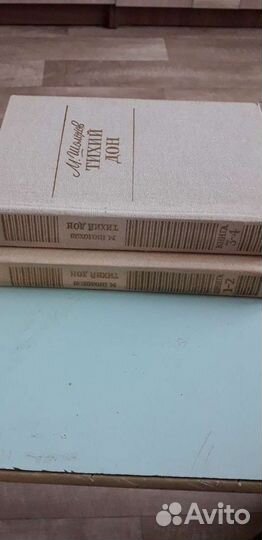 М. Шолохов
ТИХИЙ
ДОН
М. ШОЛОХОВ
ТИХИЙ ДОН
КНИГА
3-4
М. ШОЛОХОВ
ТИХИЙ ДОН
КНИГА
1-2
Avito